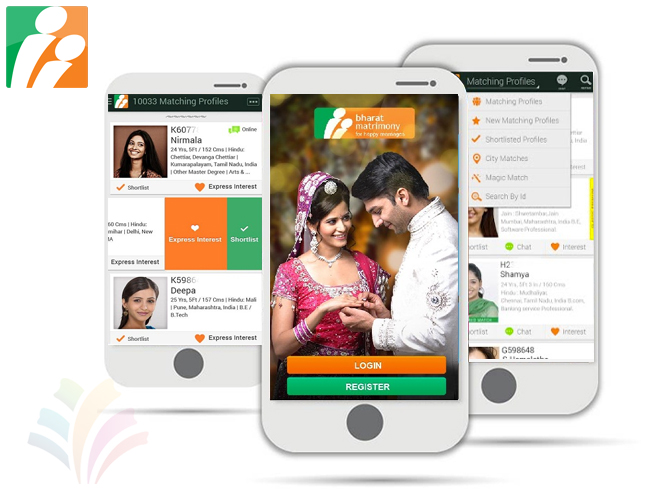 10033 Matching Profiles
K6077
Nirmala
Online
24 Yrs, 5Ft / 152 Cms | Hindu:
Chettiar, Devanga Chettiar |
Kumarapalayam, Tamil Nadu, India
| Other Master Degree | Arts & ...
Shortlist
Express Interest
60 Cms | Hindu;
mihar | Delhi, New
Express Interest
Express Interest
Shortlist
K5986
Deepa
25 Yrs, 5Ft / 157 Cms | Hindu: Mali
| Pune, Maharashtra, India | B.E /
B.Tech
Shortlist
Express Interest
bharat
matrimony
for happy marriages
LOGIN
REGISTER
Matching Profiles
Matching Profiles
New Matching Profiles
Shortlisted Profiles
City Matches
Magic Match
Search By Id
Jain: Shantambar, Jain
Mumbai, Maharashtra, India B.E,
Software Professional.
ortlist
Chat
Interest
H2
Shamya
24 Yrs, 5Ft 3 in / 150 Cms
Hindu: Mudhaliyar,
Chennai, Tamil Nadu, India B.com,
Banking service Professional.
ortlist
Chat
Interest
G598648